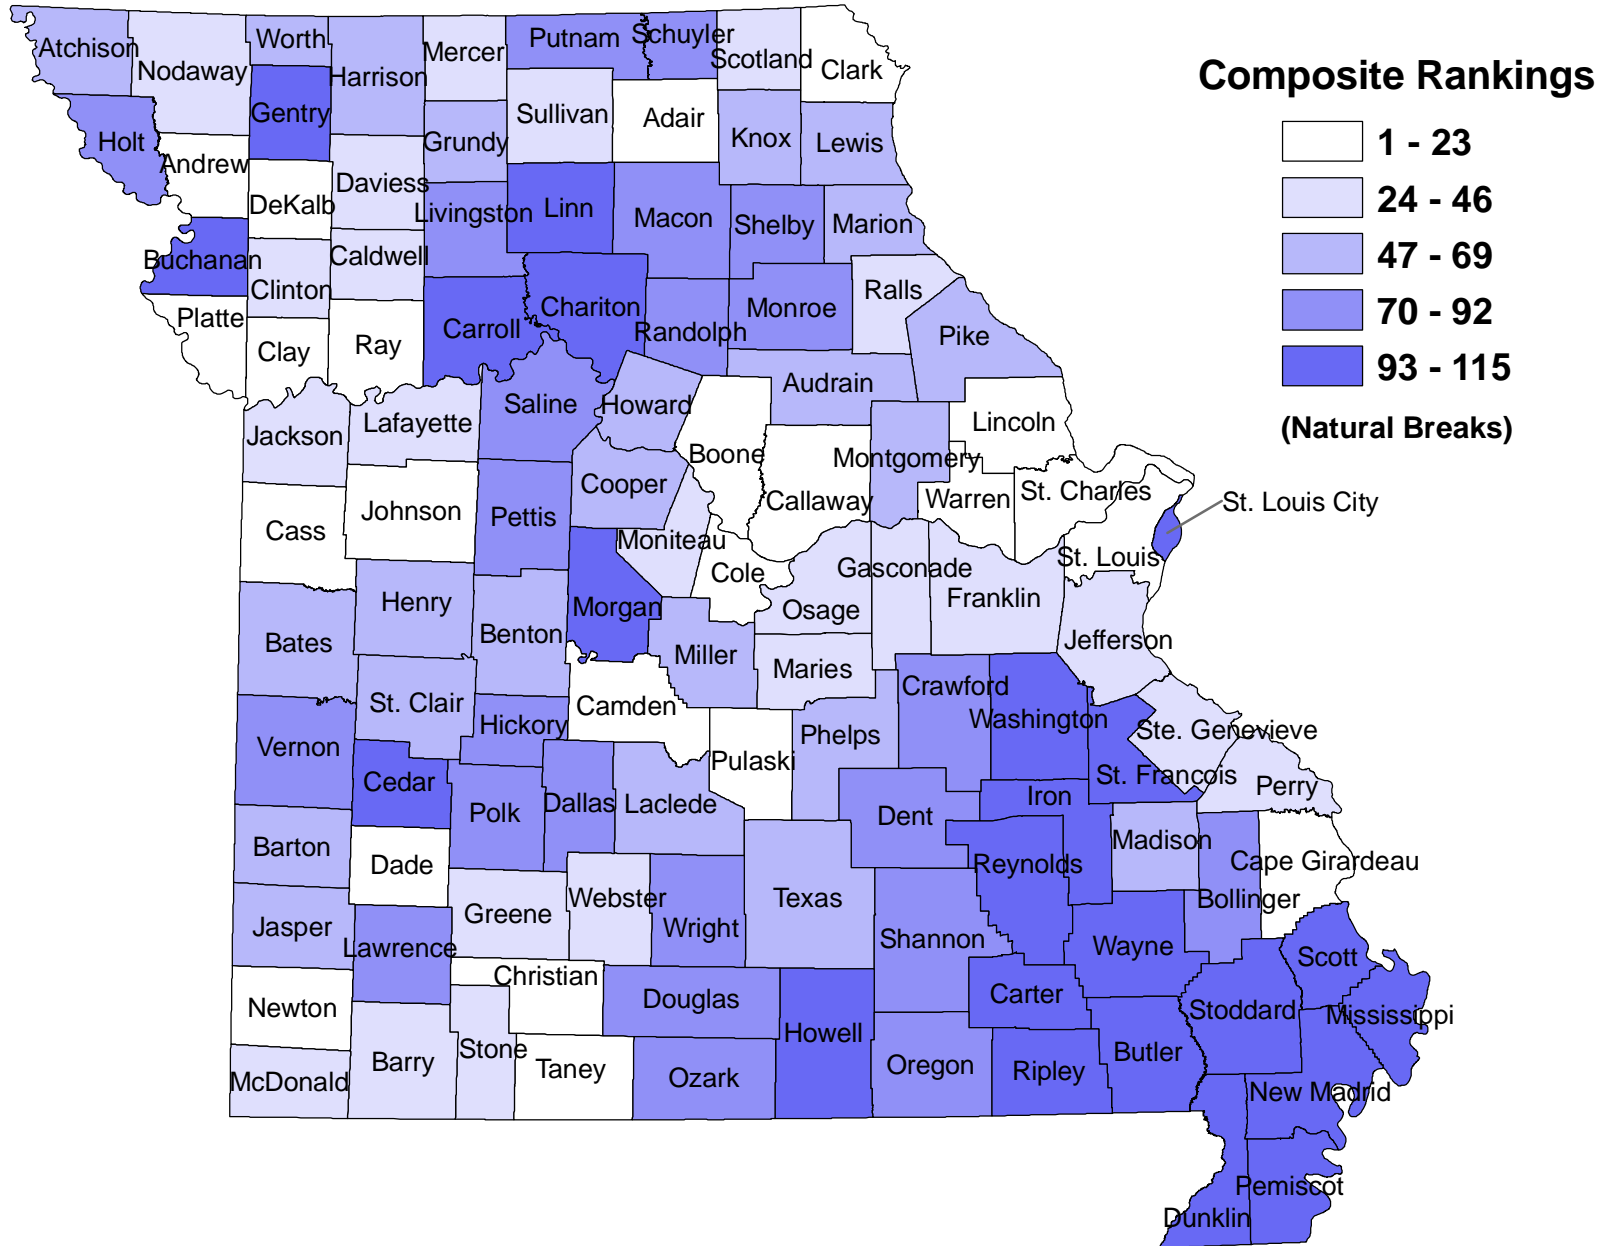 Composite Rankings
1 - 23
24 - 46
47 - 69
70 - 92
93 - 115
(Natural Breaks)
Atchison
Nodaway
Worth
Harrison
Mercer
Putnam
Schuyler
Scotland
Clark
Gentry
Sullivan
Adair
Holt
Andrew
Grundy
Knox
Lewis
DeKalb
Daviess
Livingston
Linn
Macon
Shelby
Marion
Buchanan
Clinton
Caldwell
Platte
Clay
Ray
Carroll
Chariton
Randolph
Monroe
Ralls
Pike
Audrain
Jackson
Lafayette
Saline
Howard
Boone
Callaway
Montgomery
Lincoln
Warren
St. Charles
St. Louis City
St. Louis
Cass
Johnson
Pettis
Cooper
Moniteau
Cole
Osage
Gasconade
Franklin
Jefferson
Bates
Henry
Benton
Morgan
Miller
Maries
St. Clair
Hickory
Camden
Phelps
Crawford
Washington
Ste. Genevieve
St. Francois
Perry
Vernon
Cedar
Polk
Dallas
Laclede
Pulaski
Dent
Iron
Reynolds
Madison
Cape Girardeau
Bollinger
Barton
Dade
Greene
Webster
Wright
Texas
Shannon
Wayne
Scott
Jasper
Lawrence
Christian
Douglas
Howell
Carter
Stoddard
Mississippi
Newton
Barry
Stone
Taney
Ozark
Oregon
Ripley
Butler
New Madrid
McDonald
Pemiscot
Dunklin